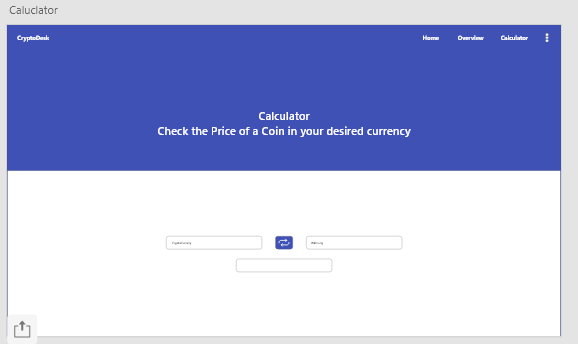 Caluclator
CryptoDesk
Home Overview Calculator
Calculator
Check the Price of a Coin in your desired currency